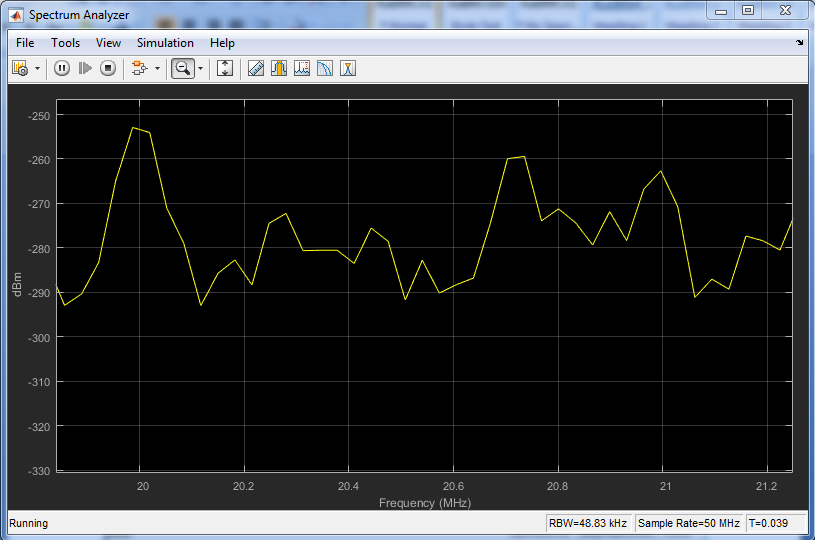 Spectrum Analyzer
File Tools View Simulation Help
-250
-260
-270
-280
-290
-300
-310
-320
-330
dBm
20 20.2 20.4 20.6 20.8 21 21.2
Frequency (MHz)
Running RBW=48.83 kHz Sample Rate=50 MHz T=0.039